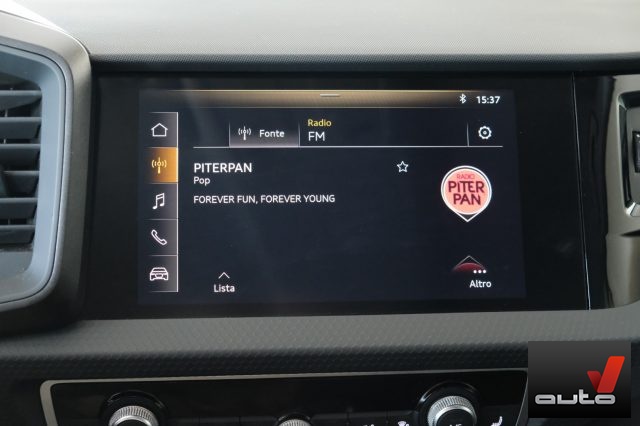 15:37
Fonte
Radio
FM
PITERPAN
Pop
FOREVER FUN, FOREVER YOUNG
RADIO
PITER
PAN
Lista
Altro
auto